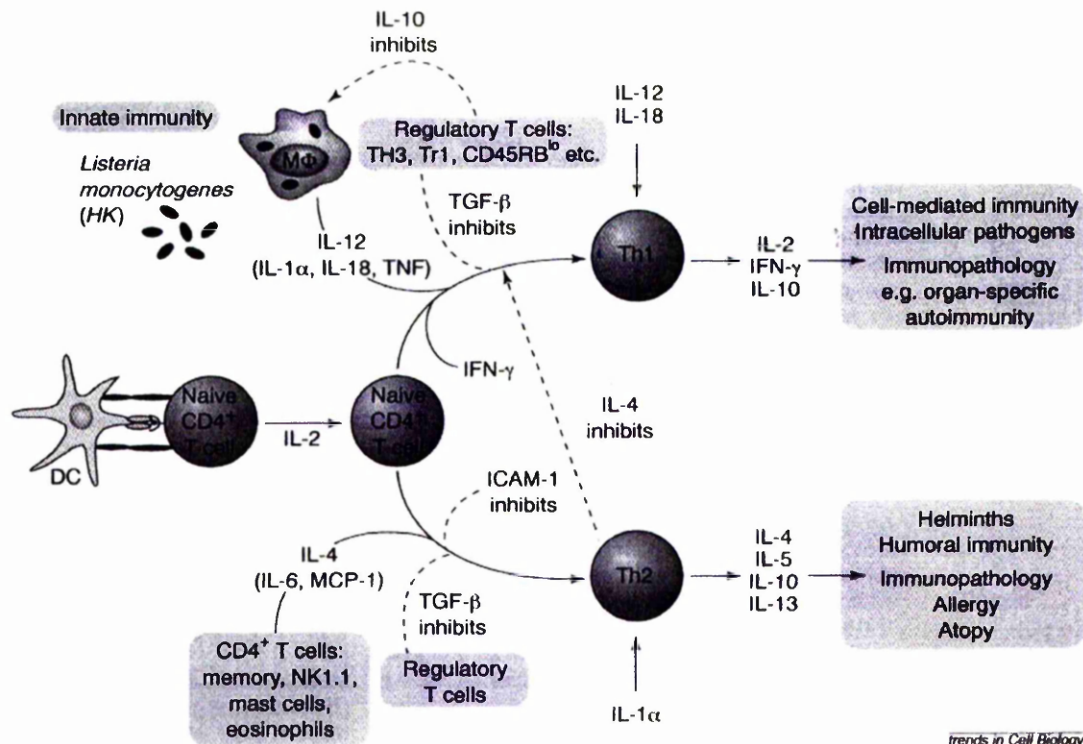 IL-10
inhibits
Innate immunity
Listeria
monocytogenes
(HK)
MΦ
Regulatory T cells:
TH3, Tr1, CD45RB^lo etc.
TGF-β
inhibits
IL-12
IL-18
IL-12
(IL-1α, IL-18, TNF)
Th1
IL-2
IFN-γ
IL-10
Cell-mediated immunity
Intracellular pathogens
Immunopathology
e.g. organ-specific
autoimmunity
IFN-γ
DC
Naive
CD4⁺
T cell
IL-2
Naive
CD4⁺
T cell
IL-4
inhibits
ICAM-1
inhibits
IL-4
(IL-6, MCP-1)
TGF-β
inhibits
CD4⁺ T cells:
memory, NK1.1,
mast cells,
eosinophils
Regulatory
T cells
Th2
IL-4
IL-5
IL-10
IL-13
Helminths
Humoral immunity
Immunopathology
Allergy
Atopy
IL-1α
trends in Cell Biology